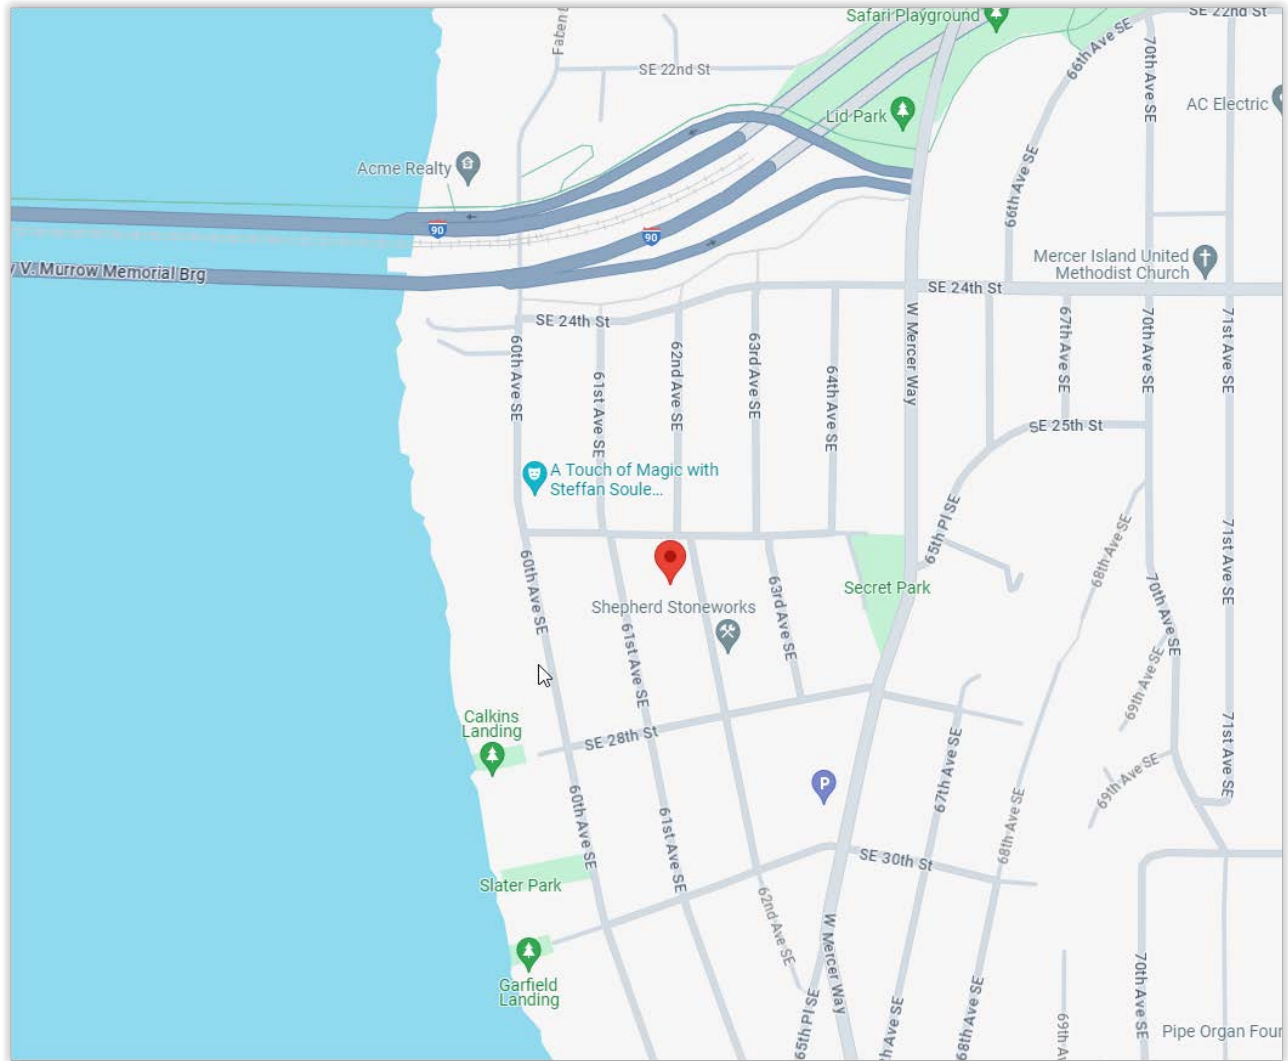 Safari Playground
SE 22nd St
Faben D
SE 22nd St
66th Ave SE
70th Ave SE
AC Electric
Lid Park
Acme Realty
66th Ave SE
90
90
V. Murrow Memorial Brg
Mercer Island United
Methodist Church
SE 24th St
SE 24th St
60th Ave SE
61st Ave SE
62nd Ave SE
63rd Ave SE
64th Ave SE
W Mercer Way
67th Ave SE
70th Ave SE
71st Ave SE
SE 25th St
A Touch of Magic with
Steffan Soule...
65th Pl SE
68th Ave SE
71st Ave SE
60th Ave SE
63rd Ave SE
Secret Park
70th Ave SE
Shepherd Stoneworks
61st Ave SE
69th Ave SE
Calkins
Landing
SE 28th St
67th Ave SE
71st Ave SE
69th Ave SE
P
60th Ave SE
61st Ave SE
68th Ave SE
SE 30th St
Slater Park
62nd Ave SE
W Mercer Way
Garfield
Landing
65th Pl SE
h Ave SE
68th Ave SE
69th A
70th Ave SE
Pipe Organ Four